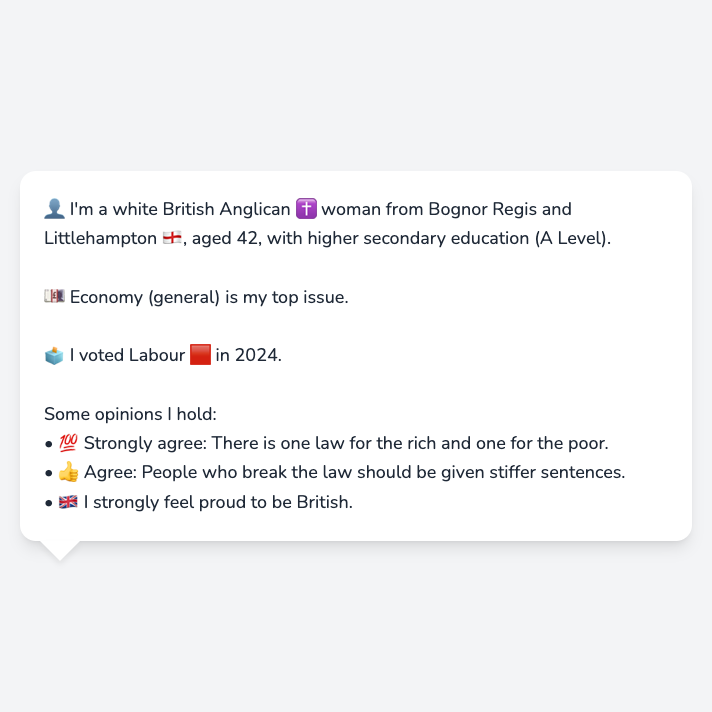 👤 I'm a white British Anglican ✝️ woman from Bognor Regis and
Littlehampton 🏴󠁧󠁢󠁥󠁮󠁧󠁿, aged 42, with higher secondary education (A Level).
💷 Economy (general) is my top issue.
🗳️ I voted Labour 🟥 in 2024.
Some opinions I hold:
• 💯 Strongly agree: There is one law for the rich and one for the poor.
• 👍 Agree: People who break the law should be given stiffer sentences.
• 🇬🇧 I strongly feel proud to be British.